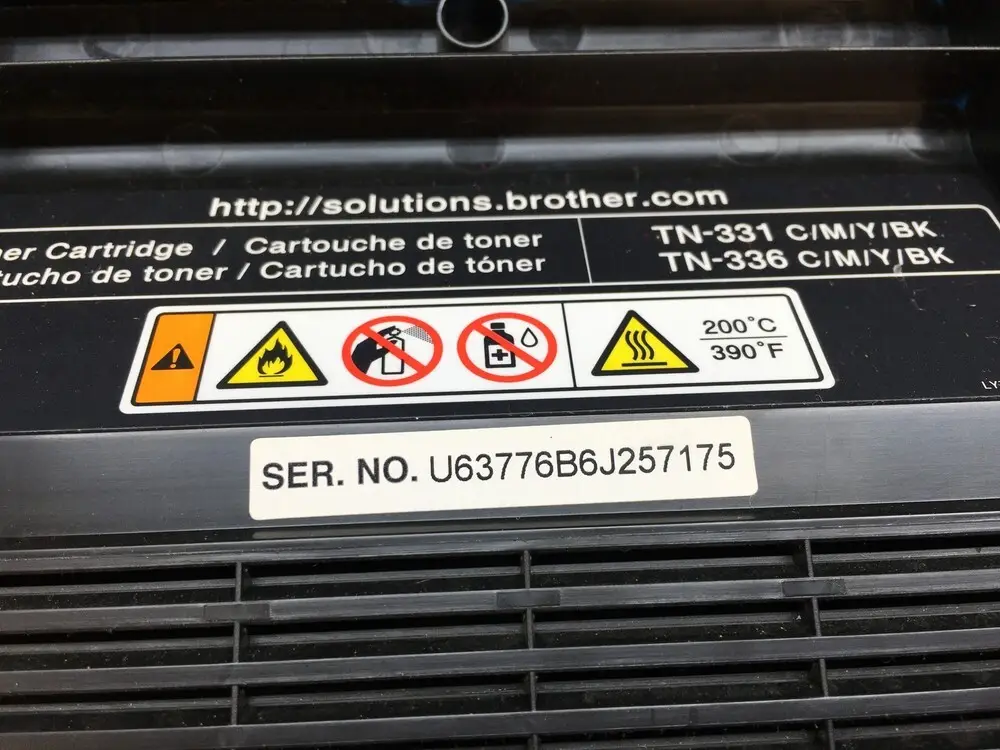 http://solutions.brother.com
er Cartridge / Cartouche de toner
tucho de toner / Cartucho de tóner
TN-331 C/M/Y/BK
TN-336 C/M/Y/BK
200°C
390°F
LY
SER. NO. U63776B6J257175